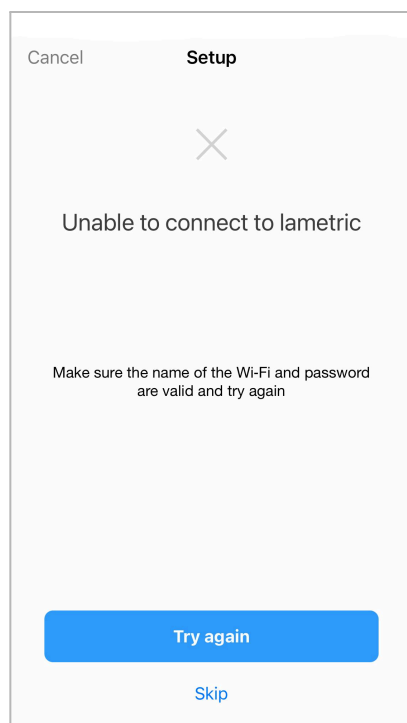 Cancel
Setup
Unable to connect to lametric
Make sure the name of the Wi-Fi and password
are valid and try again
Try again
Skip